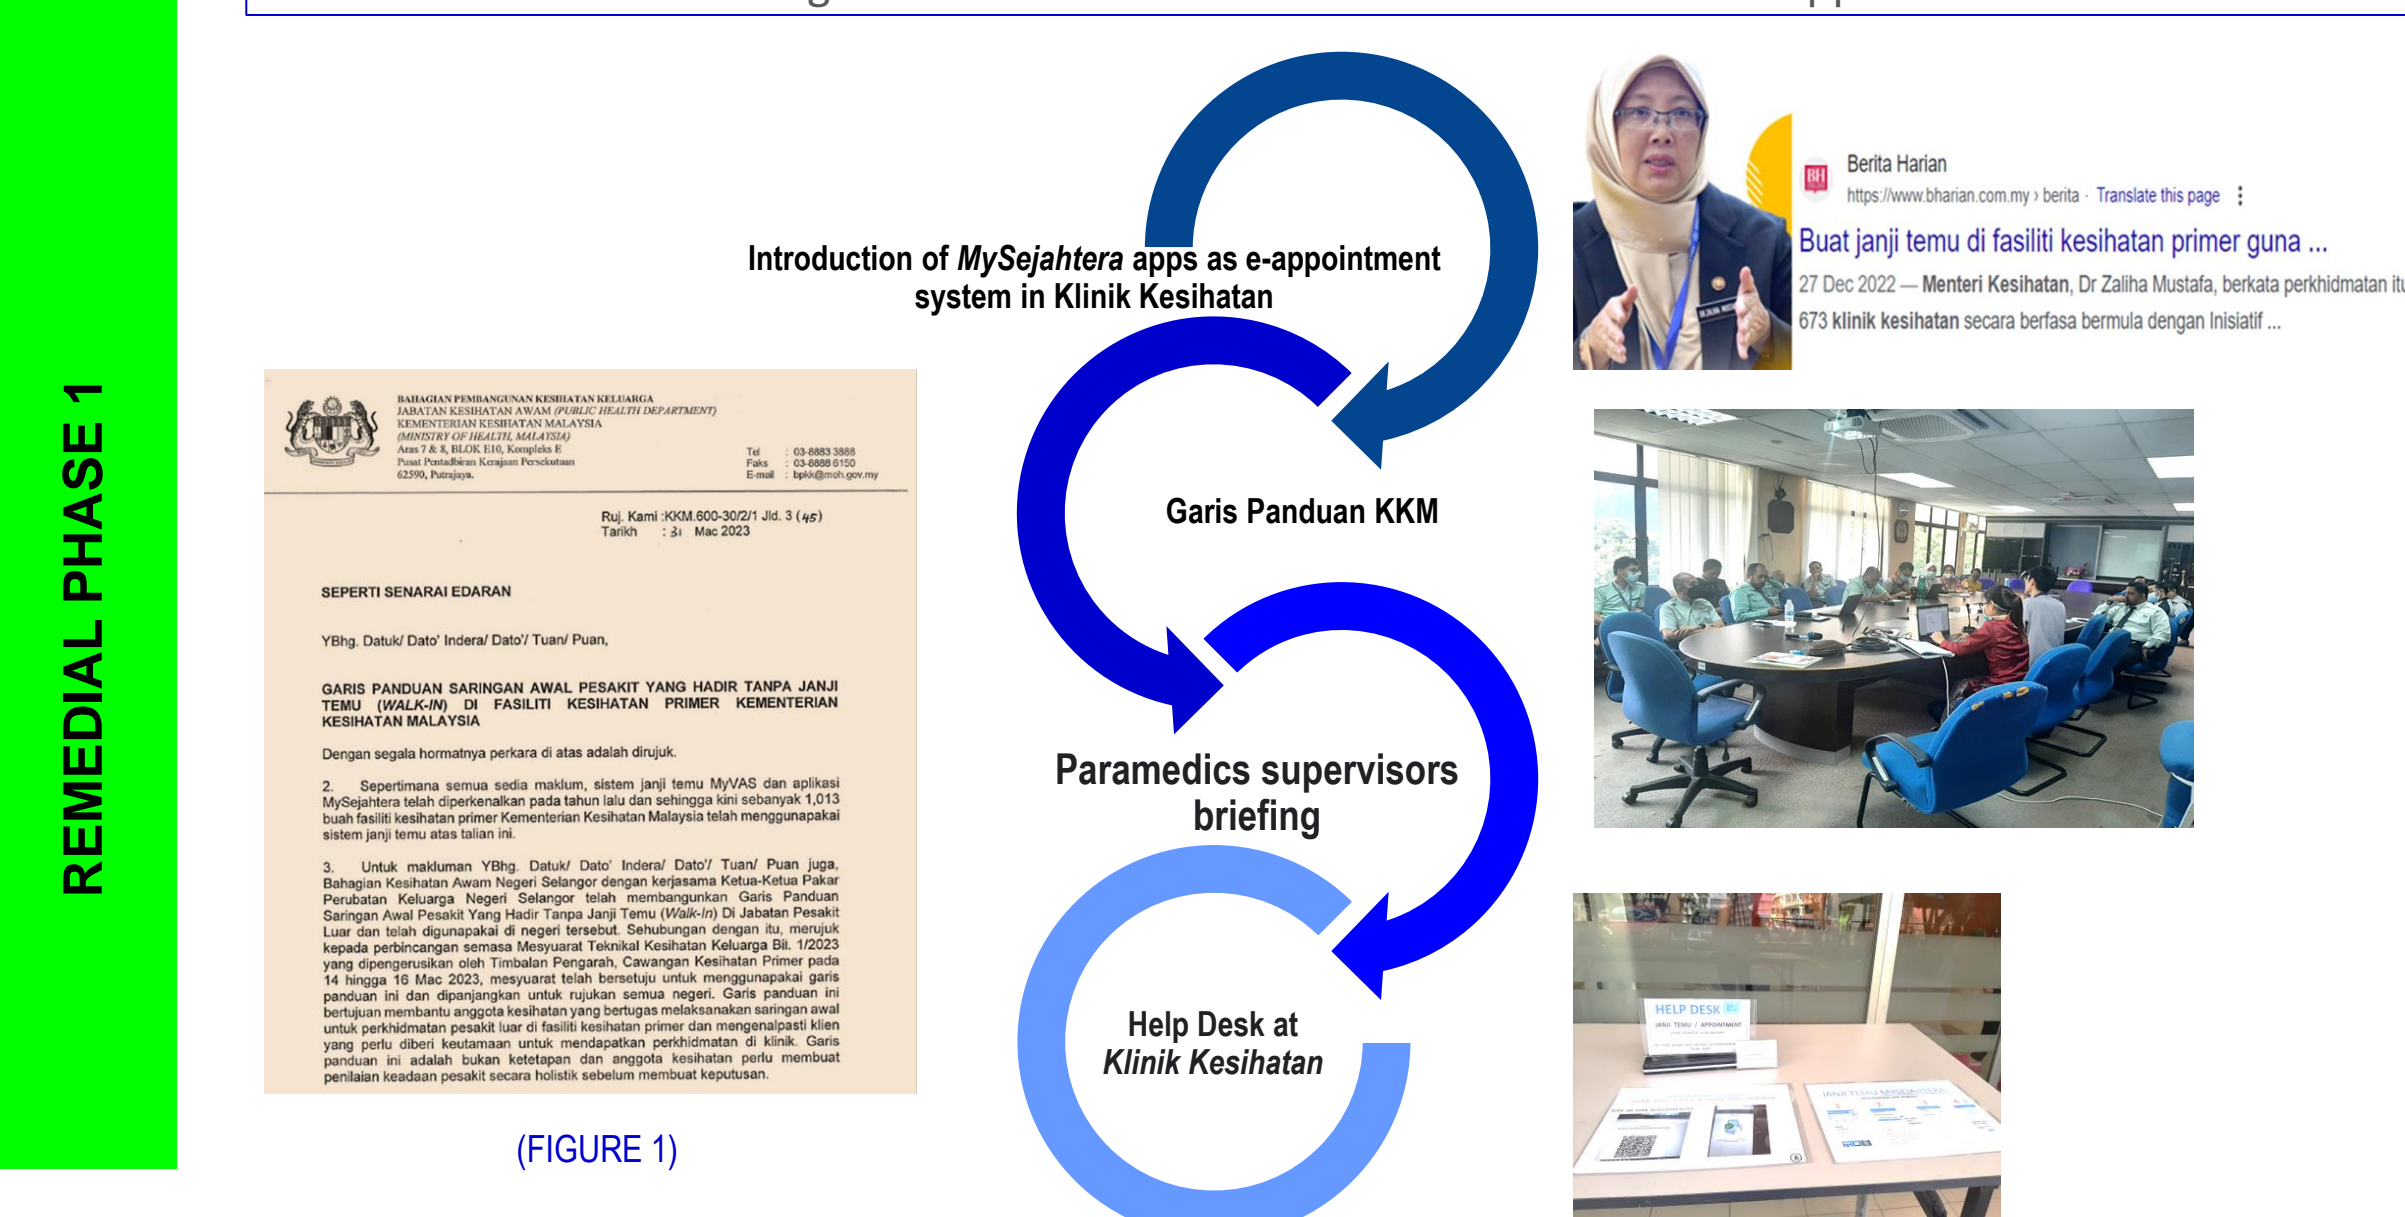 REMEDIAL PHASE 1
Introduction of MySejahtera apps as e-appointment
system in Klinik Kesihatan
Garis Panduan KKM
Paramedics supervisors
briefing
Help Desk at
Klinik Kesihatan
BAHAGIAN PEMBANGUNAN KESIHATAN KELUARGA
JABATAN KESIHATAN AWAM (PUBLIC HEALTH DEPARTMENT)
KEMENTERIAN KESIHATAN MALAYSIA
(MINISTRY OF HEALTH, MALAYSIA)
Aras 7 & 8, BLOK E10, Kompleks E
Pusat Pentadbiran Kerajaan Persekutuan
62590, Putrajaya.
Tel : 03-8883 3888
Faks : 03-8888 6150
E-mail : bpkk@moh.gov.my
Ruj. Kami :KKM.600-30/2/1 Jld. 3 (45)
Tarikh : 31 Mac 2023
SEPERTI SENARAI EDARAN
YBhg. Datuk/ Dato' Indera/ Dato'/ Tuan/ Puan,
GARIS PANDUAN SARINGAN AWAL PESAKIT YANG HADIR TANPA JANJI
TEMU (WALK-IN) DI FASILITI KESIHATAN PRIMER KEMENTERIAN
KESIHATAN MALAYSIA
Dengan segala hormatnya perkara di atas adalah dirujuk.
2. Sepertimana semua sedia maklum, sistem janji temu MyVAS dan aplikasi
MySejahtera telah diperkenalkan pada tahun lalu dan sehingga kini sebanyak 1,013
buah fasiliti kesihatan primer Kementerian Kesihatan Malaysia telah menggunapakai
sistem janji temu atas talian ini.
3. Untuk makluman YBhg. Datuk/ Dato' Indera/ Dato'/ Tuan/ Puan juga,
Bahagian Kesihatan Awam Negeri Selangor dengan kerjasama Ketua-Ketua Pakar
Perubatan Keluarga Negeri Selangor telah membangunkan Garis Panduan
Saringan Awal Pesakit Yang Hadir Tanpa Janji Temu (Walk-In) Di Jabatan Pesakit
Luar dan telah digunapakai di negeri tersebut. Sehubungan dengan itu, merujuk
kepada perbincangan semasa Mesyuarat Teknikal Kesihatan Keluarga Bil. 1/2023
yang dipengerusikan oleh Timbalan Pengarah, Cawangan Kesihatan Primer pada
14 hingga 16 Mac 2023, mesyuarat telah bersetuju untuk menggunapakai garis
panduan ini dan dipanjangkan untuk rujukan semua negeri. Garis panduan ini
bertujuan membantu anggota kesihatan yang bertugas melaksanakan saringan awal
untuk perkhidmatan pesakit luar di fasiliti kesihatan primer dan mengenalpasti klien
yang perlu diberi keutamaan untuk mendapatkan perkhidmatan di klinik. Garis
panduan ini adalah bukan ketetapan dan anggota kesihatan perlu membuat
penilaian keadaan pesakit secara holistik sebelum membuat keputusan.
(FIGURE 1)
BH
Berita Harian
https://www.bharian.com.my › berita · Translate this page
Buat janji temu di fasiliti kesihatan primer guna ...
27 Dec 2022 — Menteri Kesihatan, Dr Zaliha Mustafa, berkata perkhidmatan itu
673 klinik kesihatan secara berfasa bermula dengan Inisiatif ...
HELP DESK
JANJI TEMU / APPOINTMENT
JANJI TEMU MYSEJAHTERA
1 2 3 4